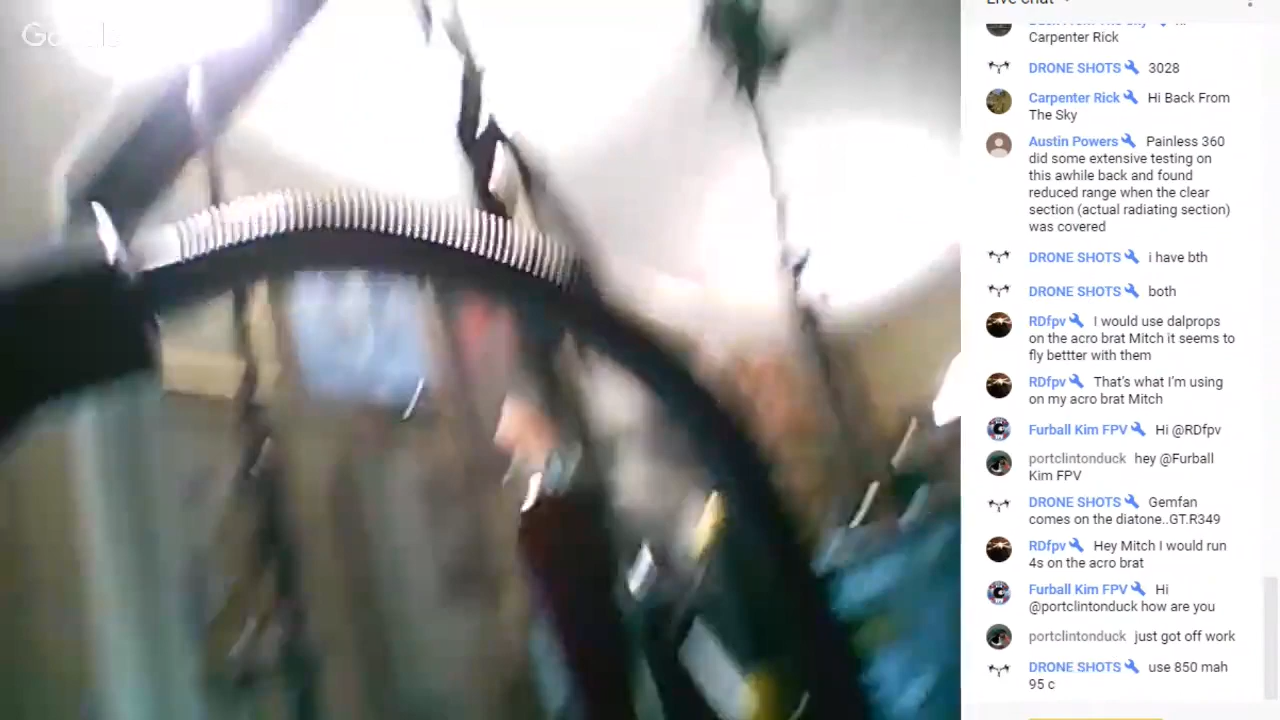 Live chat
Carpenter Rick
DRONE SHOTS 3028
Carpenter Rick Hi Back From
The Sky
Austin Powers Painless 360
did some extensive testing on
this awhile back and found
reduced range when the clear
section (actual radiating section)
was covered
DRONE SHOTS i have bth
DRONE SHOTS both
RDfpv I would use dalprops
on the acro brat Mitch it seems to
fly bettter with them
RDfpv That's what I'm using
on my acro brat Mitch
Furball Kim FPV Hi @RDfpv
portclintonduck hey @Furball
Kim FPV
DRONE SHOTS Gemfan
comes on the diatone..GT.R349
RDfpv Hey Mitch I would run
4s on the acro brat
Furball Kim FPV Hi
@portclintonduck how are you
portclintonduck just got off work
DRONE SHOTS use 850 mah
95 c